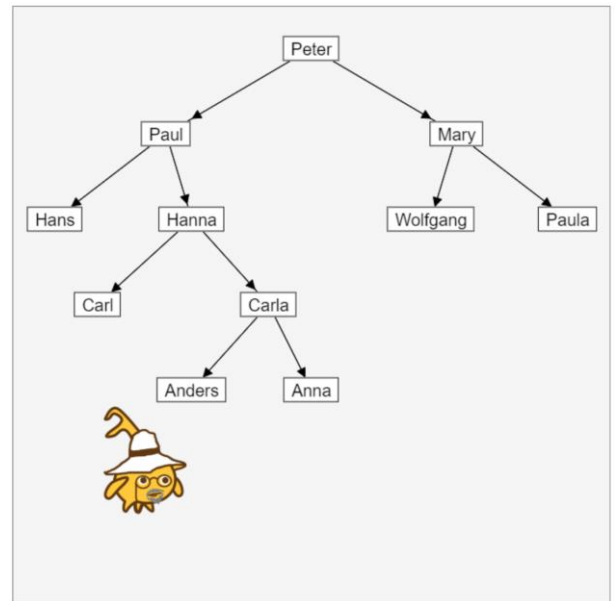 Peter
Paul Mary
Hans Hanna Wolfgang Paula
Carl Carla
Anders Anna